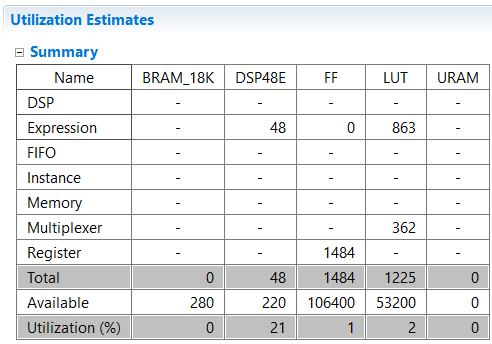 Utilization Estimates
Summary
Name BRAM_18K DSP48E FF LUT URAM
DSP - - - - -
Expression - 48 0 863 -
FIFO - - - - -
Instance - - - - -
Memory - - - - -
Multiplexer - - - 362 -
Register - - 1484 - -
Total 0 48 1484 1225 0
Available 280 220 106400 53200 0
Utilization (%) 0 21 1 2 0